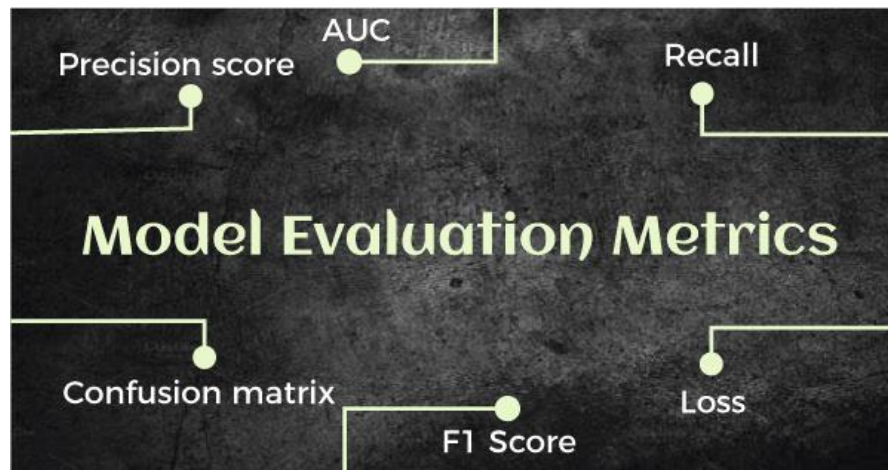 AUC
Precision score
Recall
Model Evaluation Metrics
Confusion matrix
Loss
F1 Score